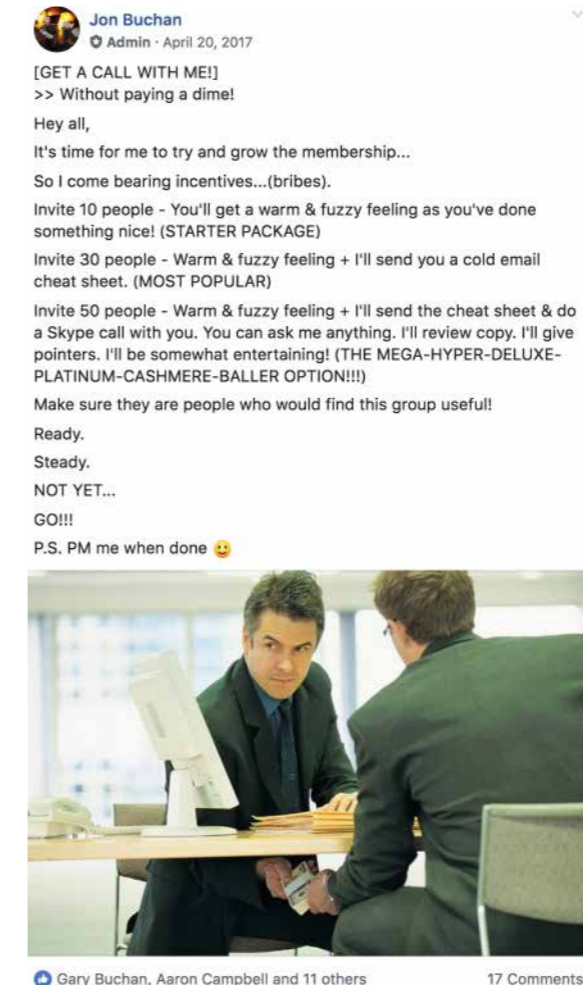 Jon Buchan
Admin · April 20, 2017
[GET A CALL WITH ME!]
>> Without paying a dime!
Hey all,
It's time for me to try and grow the membership...
So I come bearing incentives...(bribes).
Invite 10 people - You'll get a warm & fuzzy feeling as you've done
something nice! (STARTER PACKAGE)
Invite 30 people - Warm & fuzzy feeling + I'll send you a cold email
cheat sheet. (MOST POPULAR)
Invite 50 people - Warm & fuzzy feeling + I'll send the cheat sheet & do
a Skype call with you. You can ask me anything. I'll review copy. I'll give
pointers. I'll be somewhat entertaining! (THE MEGA-HYPER-DELUXE-
PLATINUM-CASHMERE-BALLER OPTION!!!)
Make sure they are people who would find this group useful!
Ready.
Steady.
NOT YET...
GO!!!
P.S. PM me when done 🙂
Gary Buchan, Aaron Campbell and 11 others 17 Comments